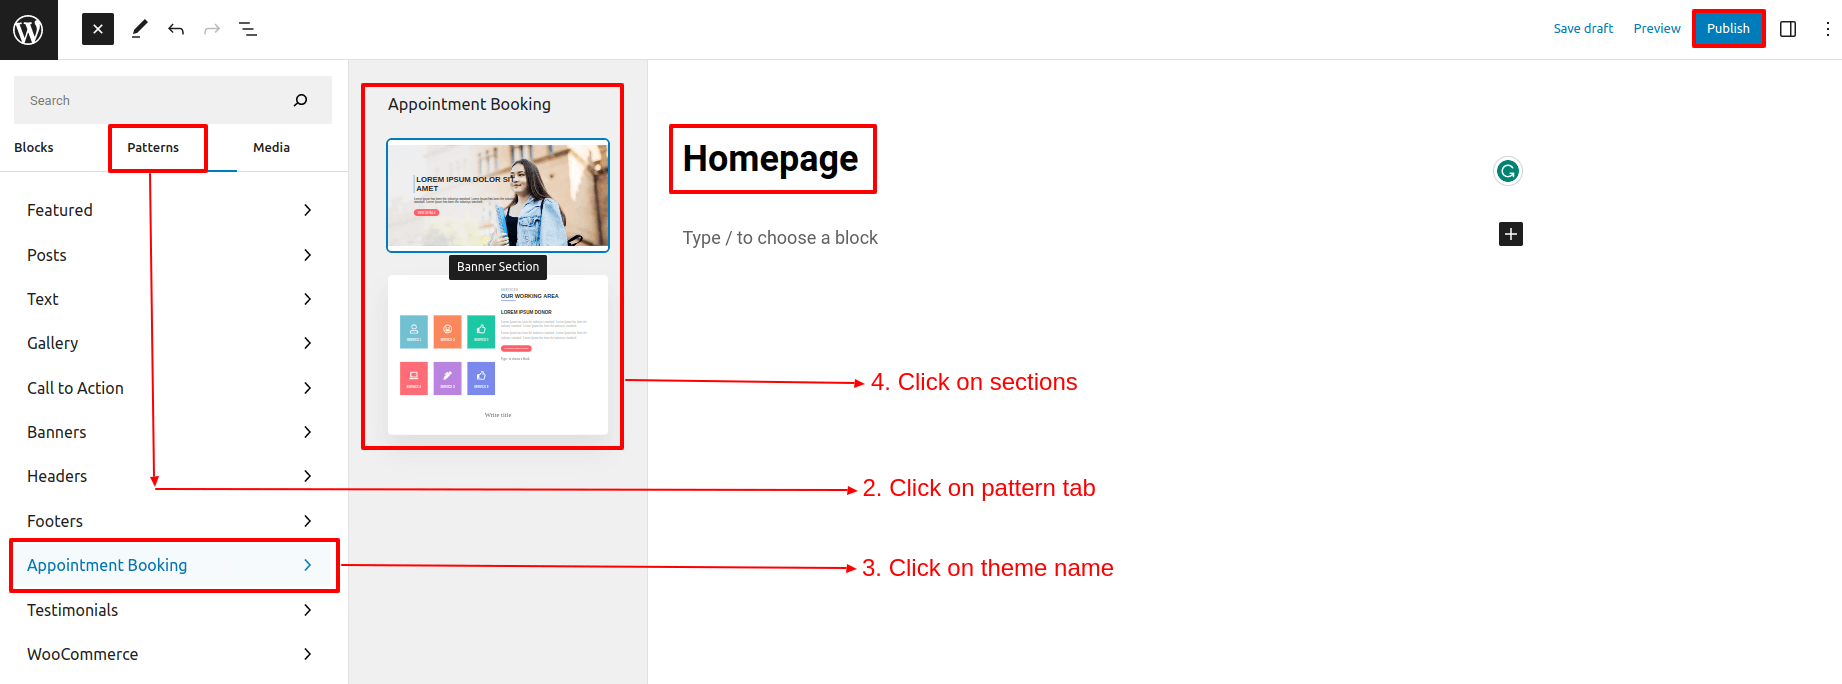 Save draft
Preview
Publish
Search
Blocks
Patterns
Media
Featured
Posts
Text
Gallery
Call to Action
Banners
Headers
Footers
Appointment Booking
Testimonials
WooCommerce
Appointment Booking
LOREM IPSUM DOLOR SIT
AMET
Banner Section
OUR WORKING AREA
LOREM IPSUM DONOR
Write title
Homepage
Type / to choose a block
4. Click on sections
2. Click on pattern tab
3. Click on theme name